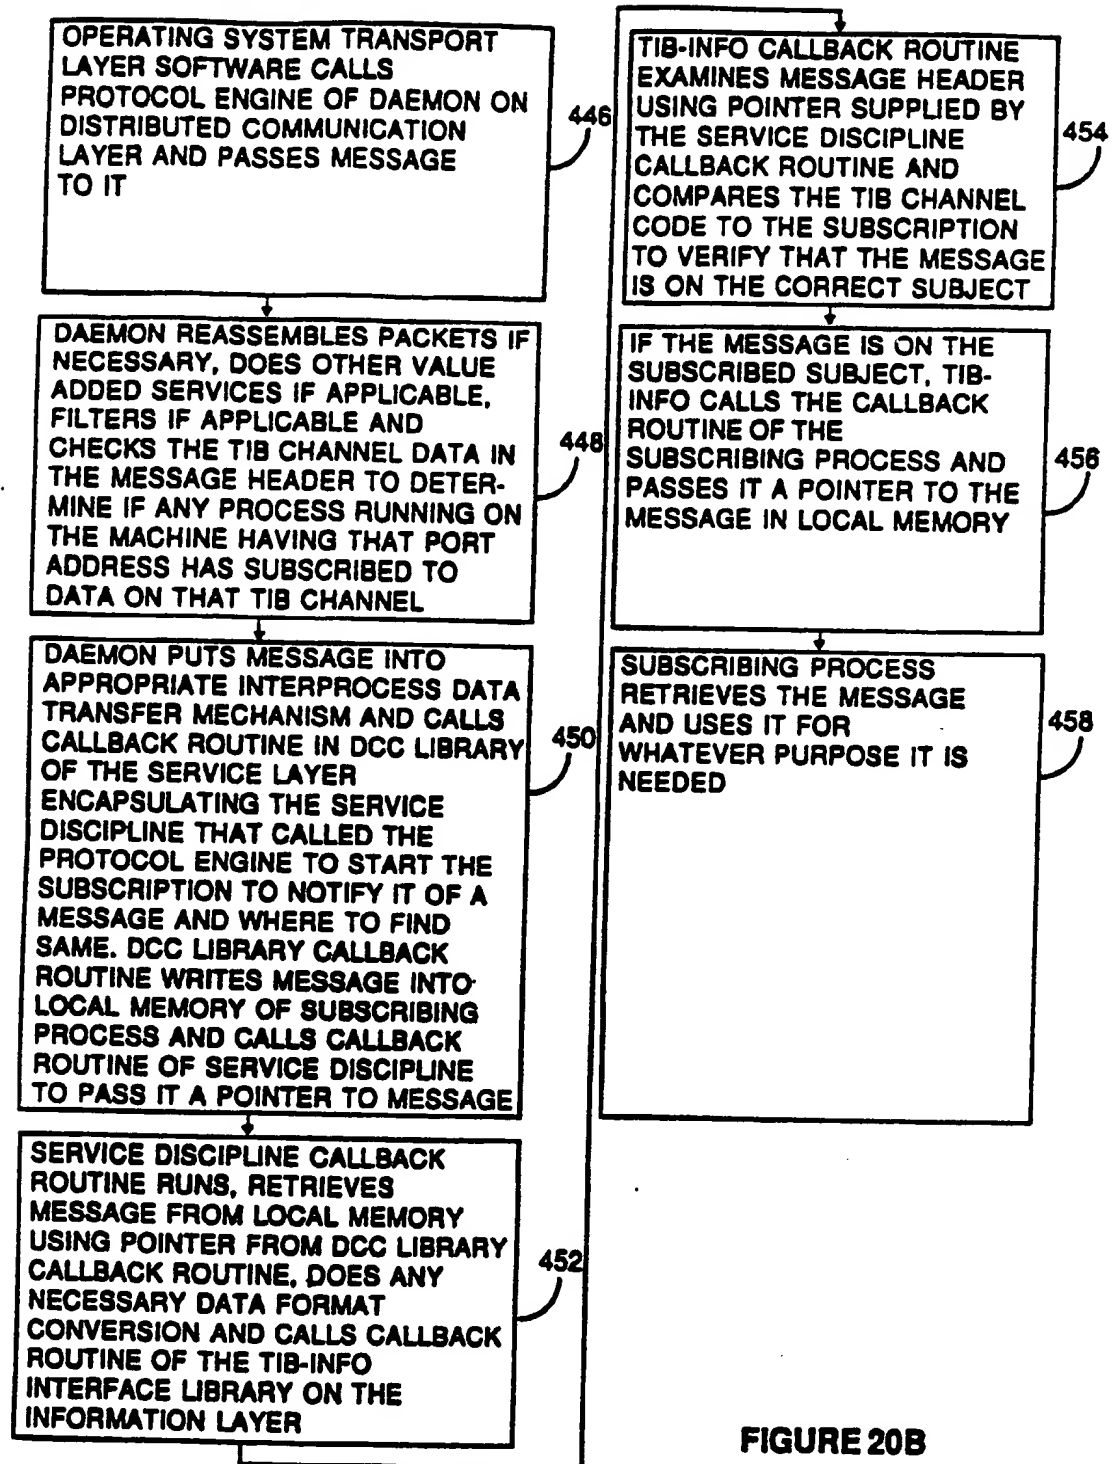 OPERATING SYSTEM TRANSPORT
LAYER SOFTWARE CALLS
PROTOCOL ENGINE OF DAEMON ON
DISTRIBUTED COMMUNICATION
LAYER AND PASSES MESSAGE
TO IT
446
DAEMON REASSEMBLES PACKETS IF
NECESSARY, DOES OTHER VALUE
ADDED SERVICES IF APPLICABLE,
FILTERS IF APPLICABLE AND
CHECKS THE TIB CHANNEL DATA IN
THE MESSAGE HEADER TO DETER-
MINE IF ANY PROCESS RUNNING ON
THE MACHINE HAVING THAT PORT
ADDRESS HAS SUBSCRIBED TO
DATA ON THAT TIB CHANNEL
448
DAEMON PUTS MESSAGE INTO
APPROPRIATE INTERPROCESS DATA
TRANSFER MECHANISM AND CALLS
CALLBACK ROUTINE IN DCC LIBRARY
OF THE SERVICE LAYER
ENCAPSULATING THE SERVICE
DISCIPLINE THAT CALLED THE
PROTOCOL ENGINE TO START THE
SUBSCRIPTION TO NOTIFY IT OF A
MESSAGE AND WHERE TO FIND
SAME. DCC LIBRARY CALLBACK
ROUTINE WRITES MESSAGE INTO
LOCAL MEMORY OF SUBSCRIBING
PROCESS AND CALLS CALLBACK
ROUTINE OF SERVICE DISCIPLINE
TO PASS IT A POINTER TO MESSAGE
450
SERVICE DISCIPLINE CALLBACK
ROUTINE RUNS, RETRIEVES
MESSAGE FROM LOCAL MEMORY
USING POINTER FROM DCC LIBRARY
CALLBACK ROUTINE, DOES ANY
NECESSARY DATA FORMAT
CONVERSION AND CALLS CALLBACK
ROUTINE OF THE TIB-INFO
INTERFACE LIBRARY ON THE
INFORMATION LAYER
452
TIB-INFO CALLBACK ROUTINE
EXAMINES MESSAGE HEADER
USING POINTER SUPPLIED BY
THE SERVICE DISCIPLINE
CALLBACK ROUTINE AND
COMPARES THE TIB CHANNEL
CODE TO THE SUBSCRIPTION
TO VERIFY THAT THE MESSAGE
IS ON THE CORRECT SUBJECT
454
IF THE MESSAGE IS ON THE
SUBSCRIBED SUBJECT, TIB-
INFO CALLS THE CALLBACK
ROUTINE OF THE
SUBSCRIBING PROCESS AND
PASSES IT A POINTER TO THE
MESSAGE IN LOCAL MEMORY
456
SUBSCRIBING PROCESS
RETRIEVES THE MESSAGE
AND USES IT FOR
WHATEVER PURPOSE IT IS
NEEDED
458
FIGURE 20B